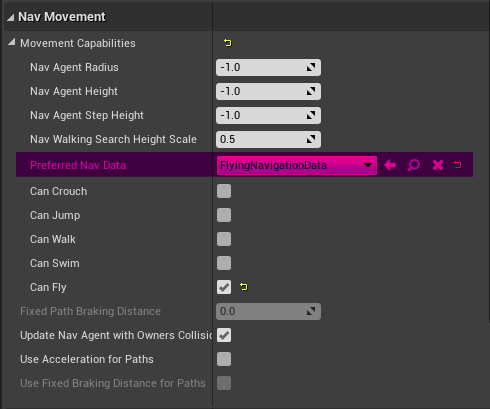 Nav Movement
Movement Capabilities
Nav Agent Radius -1.0
Nav Agent Height -1.0
Nav Agent Step Height -1.0
Nav Walking Search Height Scale 0.5
Preferred Nav Data FlyingNavigationData
Can Crouch
Can Jump
Can Walk
Can Swim
Can Fly
Fixed Path Braking Distance 0.0
Update Nav Agent with Owners Collisio
Use Acceleration for Paths
Use Fixed Braking Distance for Paths